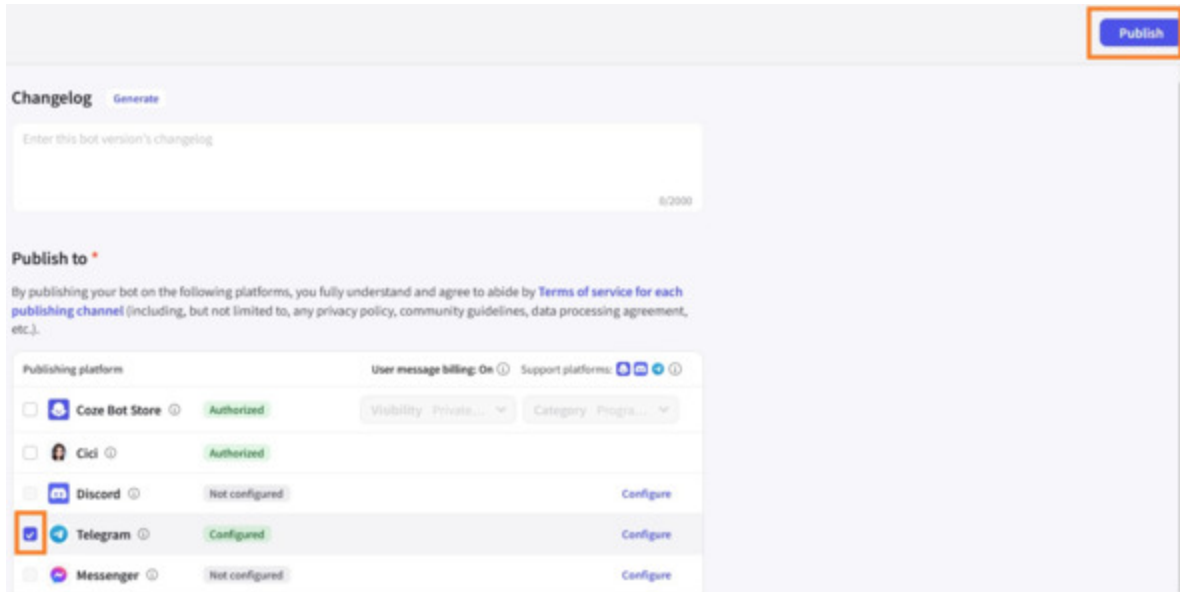 Publish
Changelog Generate
Enter this bot version's changelog
0/2000
Publish to *
By publishing your bot on the following platforms, you fully understand and agree to abide by Terms of service for each
publishing channel (including, but not limited to, any privacy policy, community guidelines, data processing agreement,
etc.).
Publishing platform User message billing: On Support platforms:
Coze Bot Store Authorized Visibility Private... Category Progra...
Cici Authorized
Discord Not configured Configure
Telegram Configured Configure
Messenger Not configured Configure